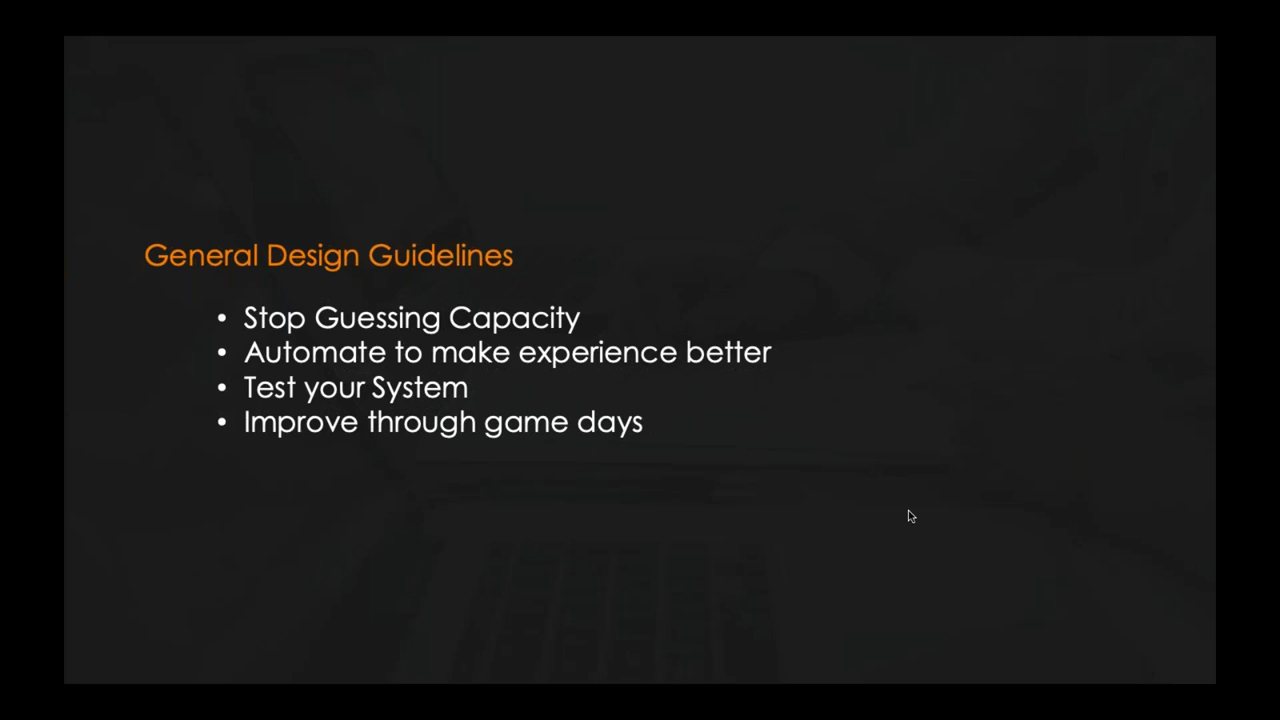 General Design Guidelines
• Stop Guessing Capacity
• Automate to make experience better
• Test your System
• Improve through game days